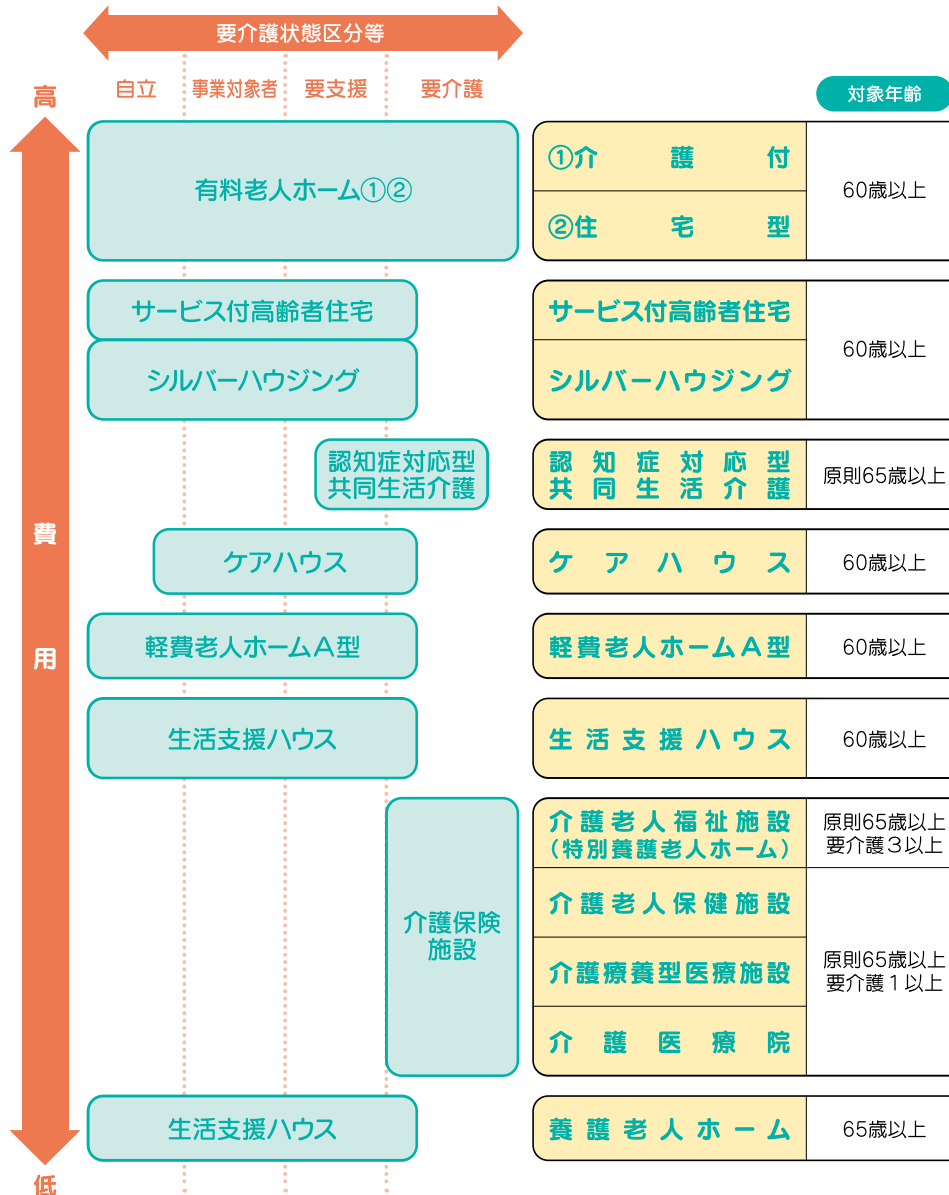 要介護状態区分等
自立 事業対象者 要支援 要介護
対象年齢
高
費
用
低
有料老人ホーム①②
①介護付
②住宅型
60歳以上
サービス付高齢者住宅
シルバーハウジング
サービス付高齢者住宅
シルバーハウジング
60歳以上
認知症対応型
共同生活介護
認知症対応型
共同生活介護
原則65歳以上
ケアハウス
ケアハウス
60歳以上
軽費老人ホームA型
軽費老人ホームA型
60歳以上
生活支援ハウス
生活支援ハウス
60歳以上
介護保険
施設
介護老人福祉施設
(特別養護老人ホーム)
原則65歳以上
要介護3以上
介護老人保健施設
介護療養型医療施設
介護医療院
原則65歳以上
要介護1以上
生活支援ハウス
養護老人ホーム
65歳以上